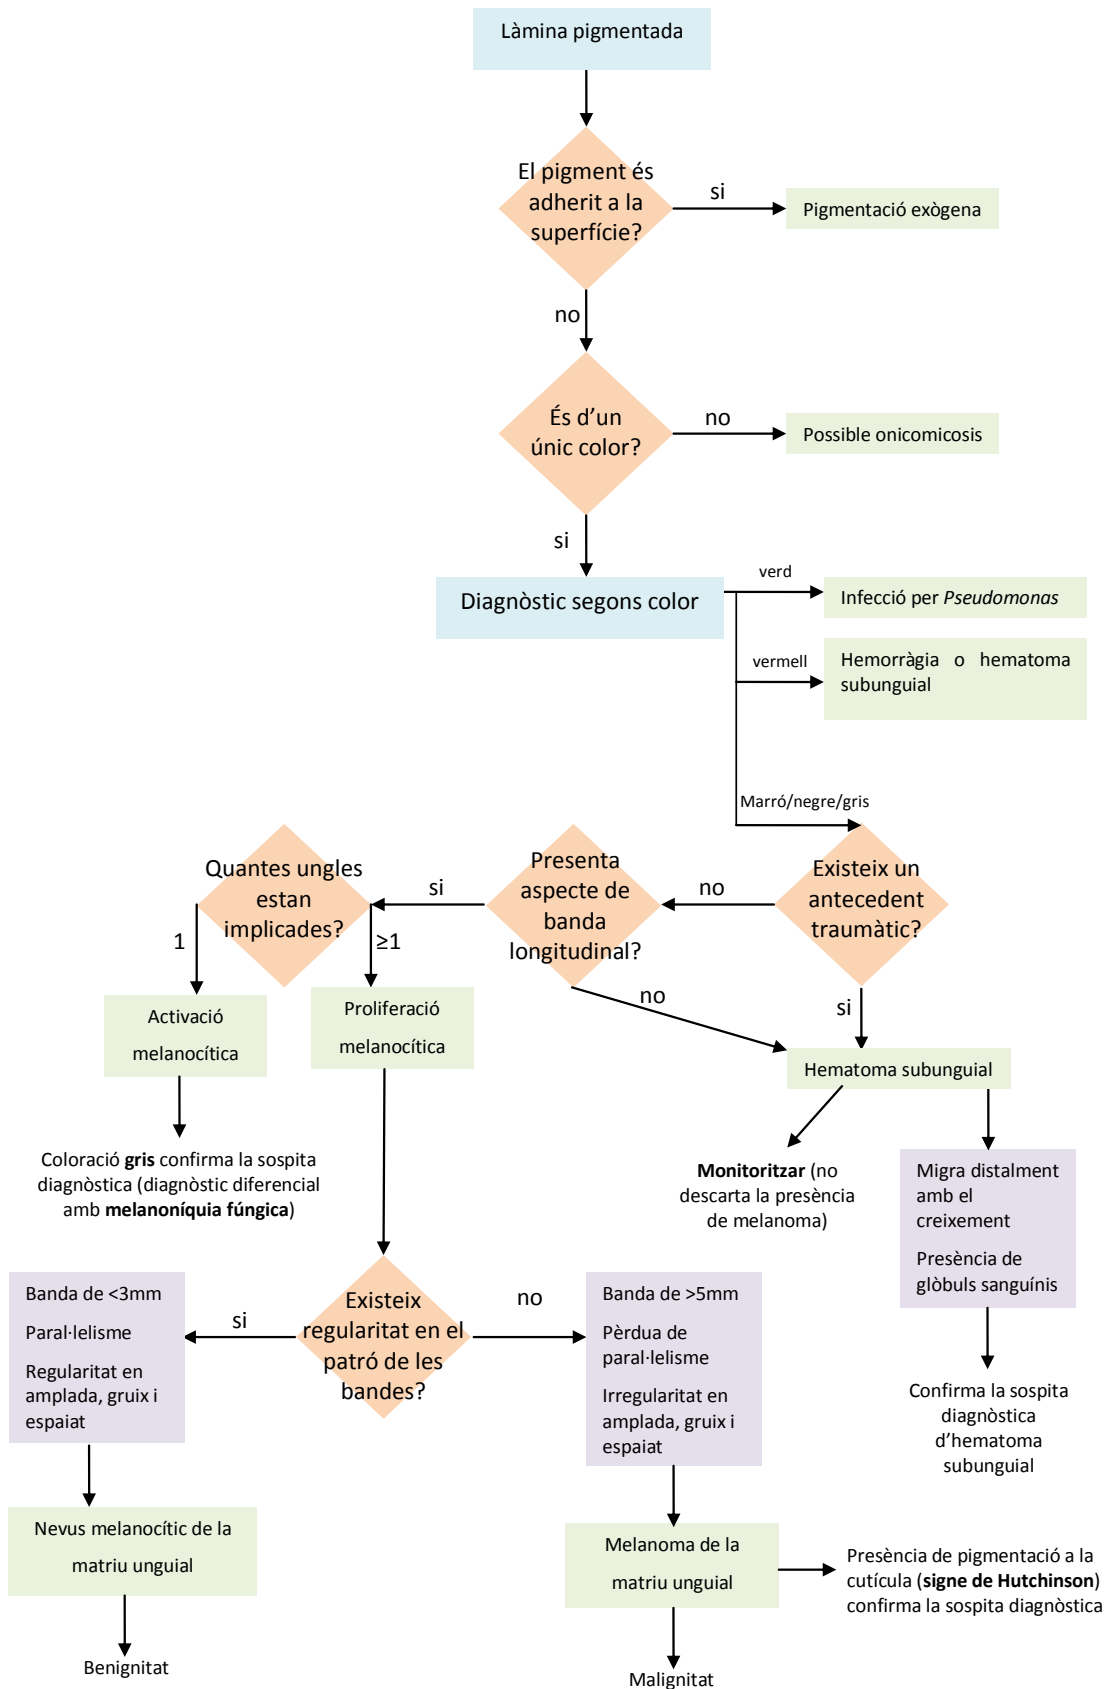 Làmina pigmentada
El pigment és
adherit a la
superfície?
si
Pigmentació exògena
no
És d'un
únic color?
no
Possible onicomicosis
si
Diagnòstic segons color
verd
Infecció per Pseudomonas
vermell
Hemorràgia o hematoma
subunguial
Marró/negre/gris
Existeix un
antecedent
traumàtic?
no
Presenta
aspecte de
banda
longitudinal?
si
Quantes ungles
estan
implicades?
1
≥1
no
si
Activació
melanocítica
Proliferació
melanocítica
Hematoma subunguial
Coloració gris confirma la sospita
diagnòstica (diagnòstic diferencial
amb melanoníquia fúngica)
Monitoritzar (no
descarta la presència
de melanoma)
Migra distalment
amb el
creixement
Presència de
glòbuls sanguínis
Confirma la sospita
diagnòstica
d'hematoma
subunguial
Existeix
regularitat en el
patró de les
bandes?
si
no
Banda de <3mm
Paral·lelisme
Regularitat en
amplada, gruix i
espaiat
Banda de >5mm
Pèrdua de
paral·lelisme
Irregularitat en
amplada, gruix i
espaiat
Nevus melanocític de la
matriu unguial
Melanoma de la
matriu unguial
Presència de pigmentació a la
cutícula (signe de Hutchinson)
confirma la sospita diagnòstica
Benignitat
Malignitat